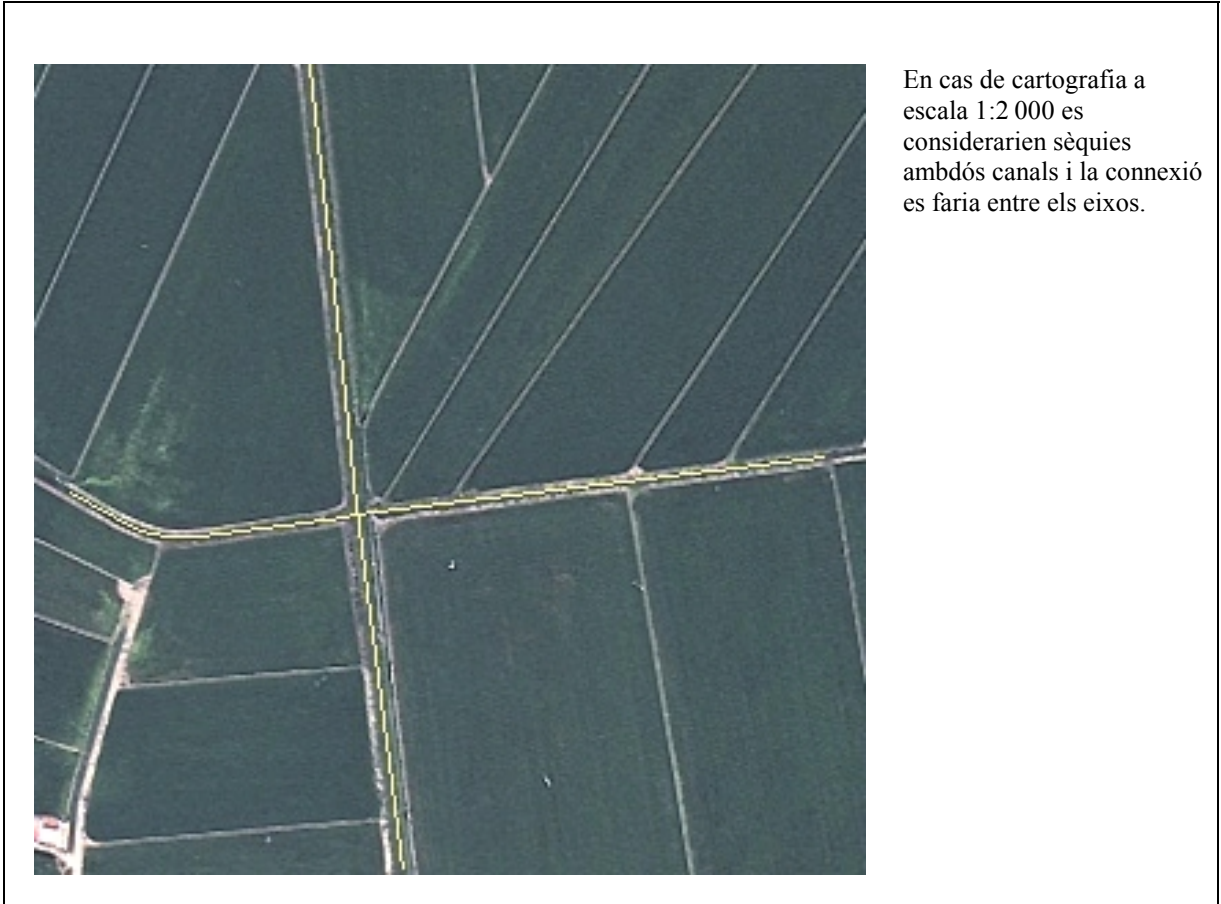 En cas de cartografia a
escala 1:2 000 es
considerarien sèquies
ambdós canals i la connexió
es faria entre els eixos.